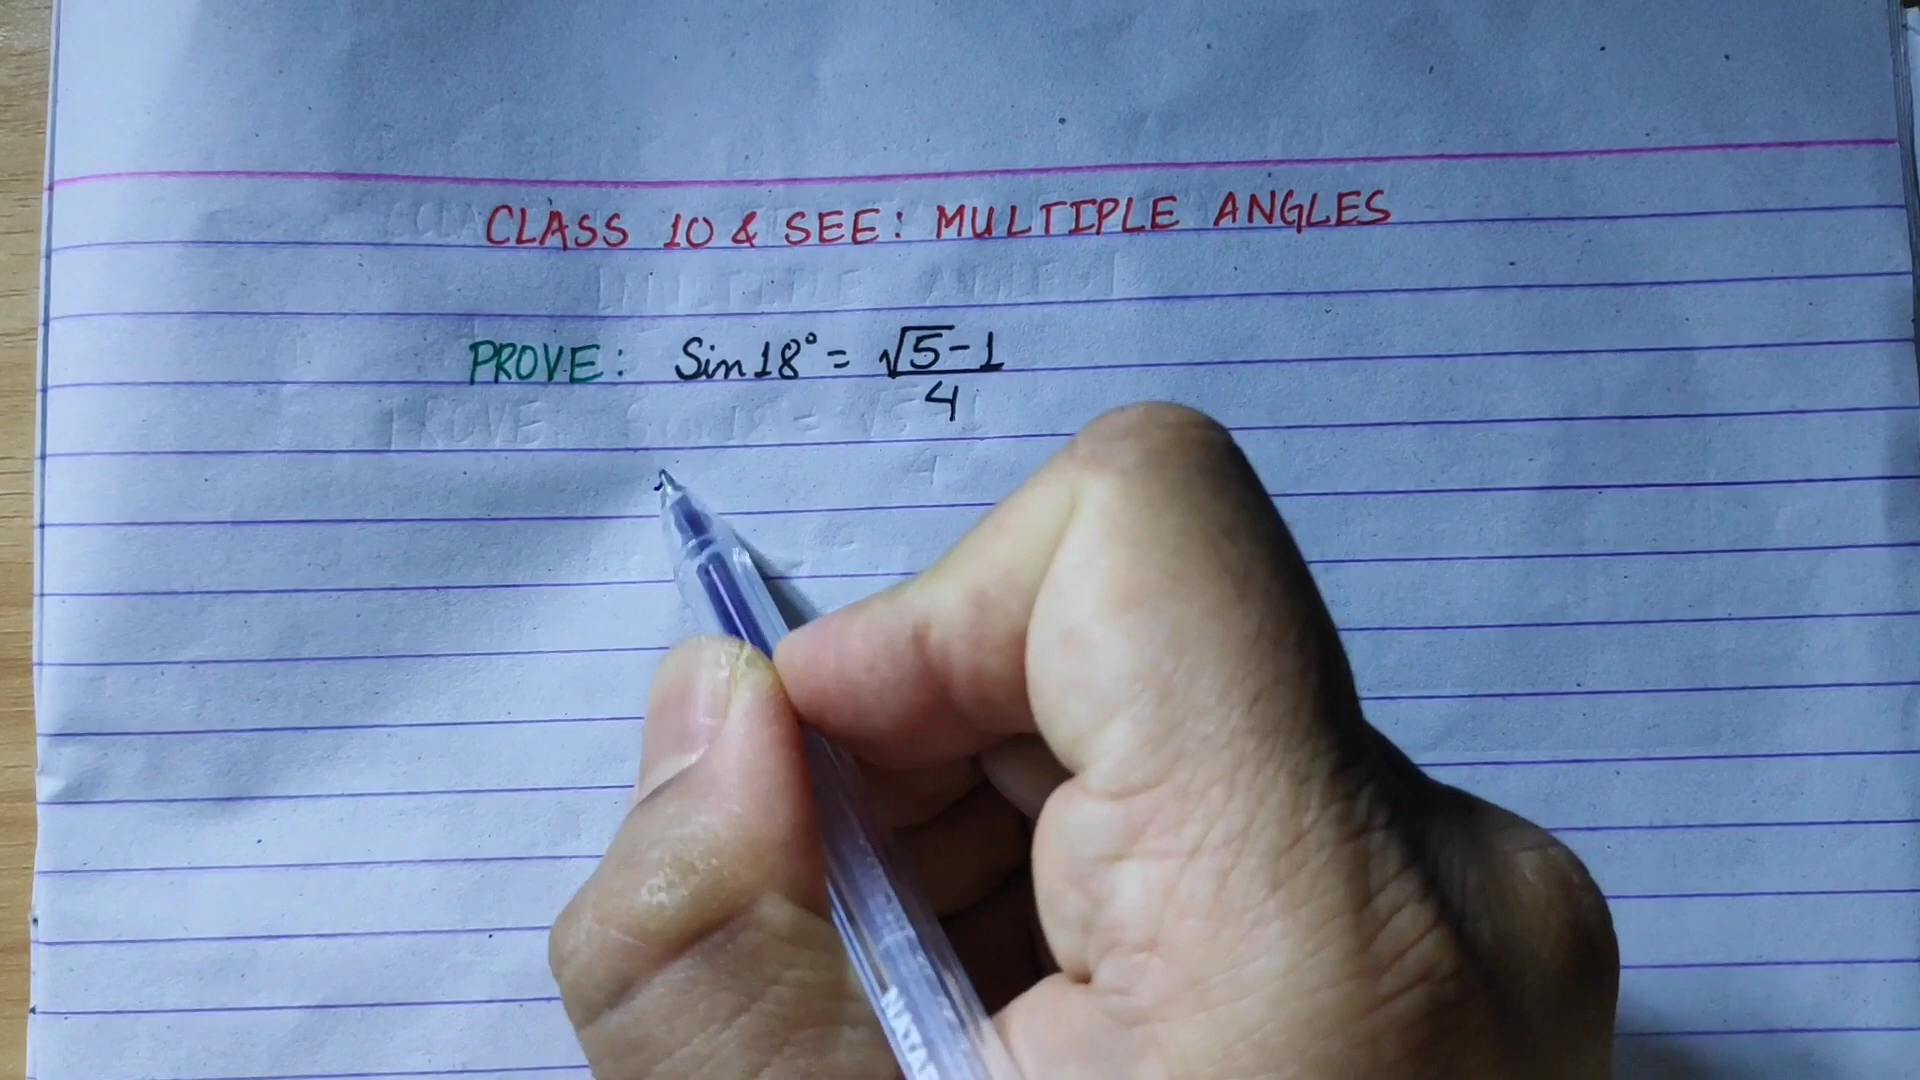 CLASS 10 & SEE: MULTIPLE ANGLES
PROVE: Sin 18° = (√5 - 1)/4